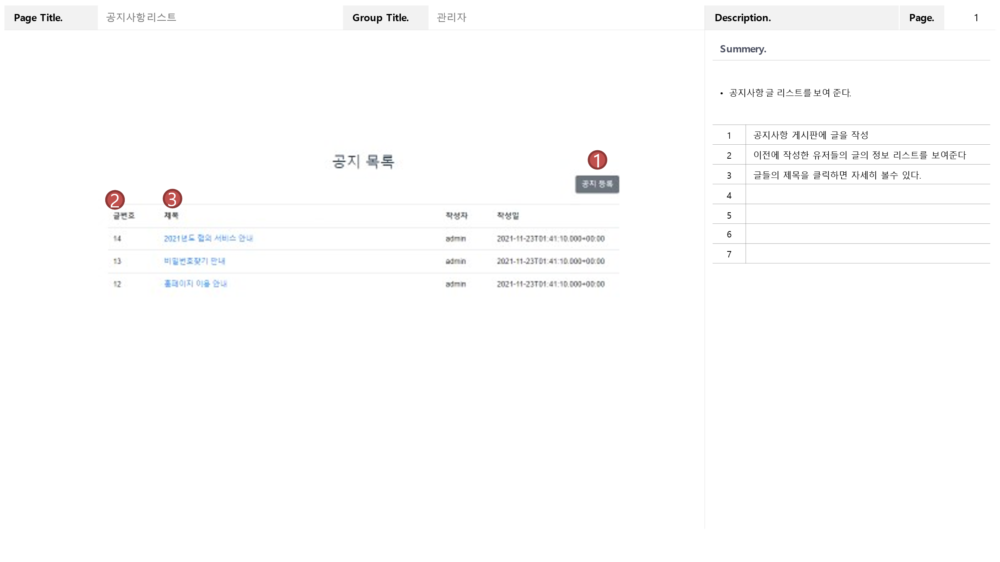 Page Title. 공지사항리스트 Group Title. 관리자 Description. Page. 1
Summery.
• 공지사항글 리스트를보여 준다.
1 공지사항 게시판에 글을 작성
2 이전에 작성한 유저들의 글의 정보 리스트를 보여준다
3 글들의 제목을 클릭하면 자세히 볼수 있다.
4
5
6
7
공지 목록
1
공지 등록
2 3
글번호 제목 작성자 작성일
14 2021년도 협회 서비스 안내 admin 2021-11-23T01:41:10.000+00:00
13 비밀번호찾기 안내 admin 2021-11-23T01:41:10.000+00:00
12 홈페이지 이용 안내 admin 2021-11-23T01:41:10.000+00:00